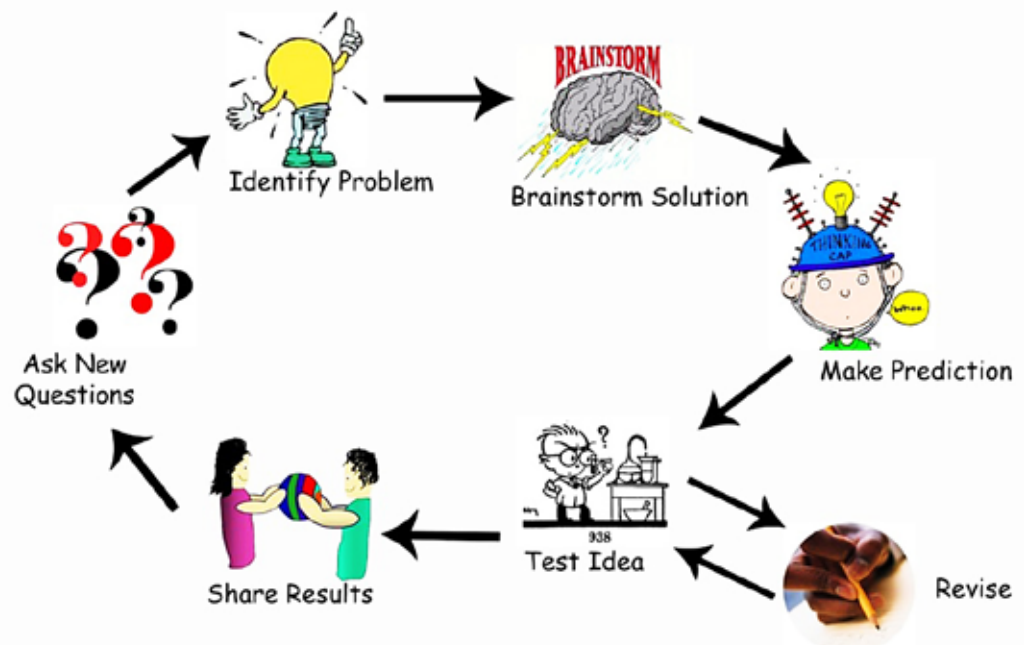 Identify Problem
BRAINSTORM
Brainstorm Solution
THINKING
CAP
Make Prediction
938
Test Idea
Revise
Share Results
Ask New
Questions